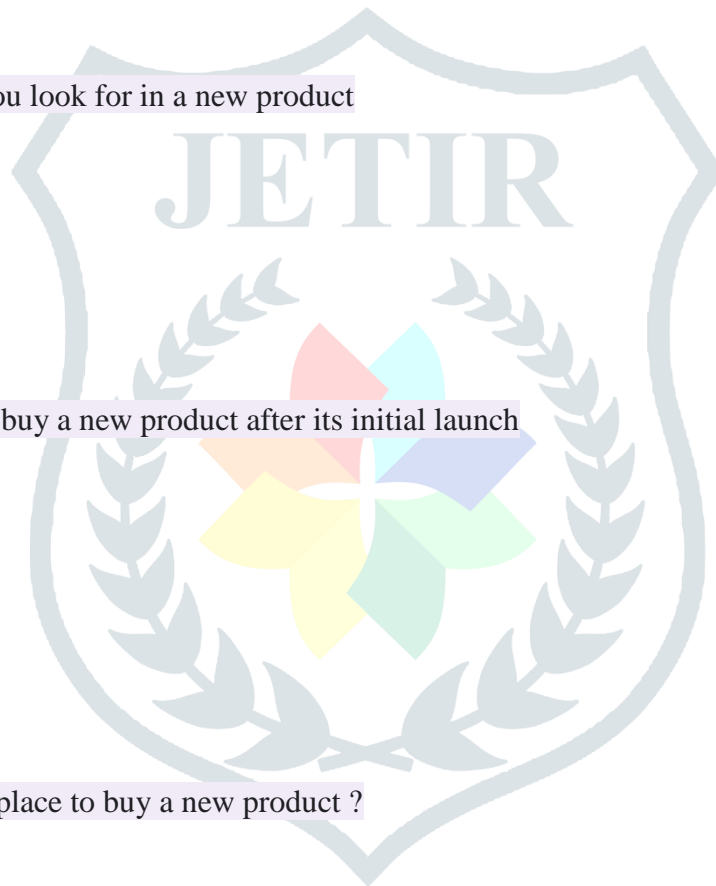 ou look for in a new product
JETIR
buy a new product after its initial launch
place to buy a new product ?